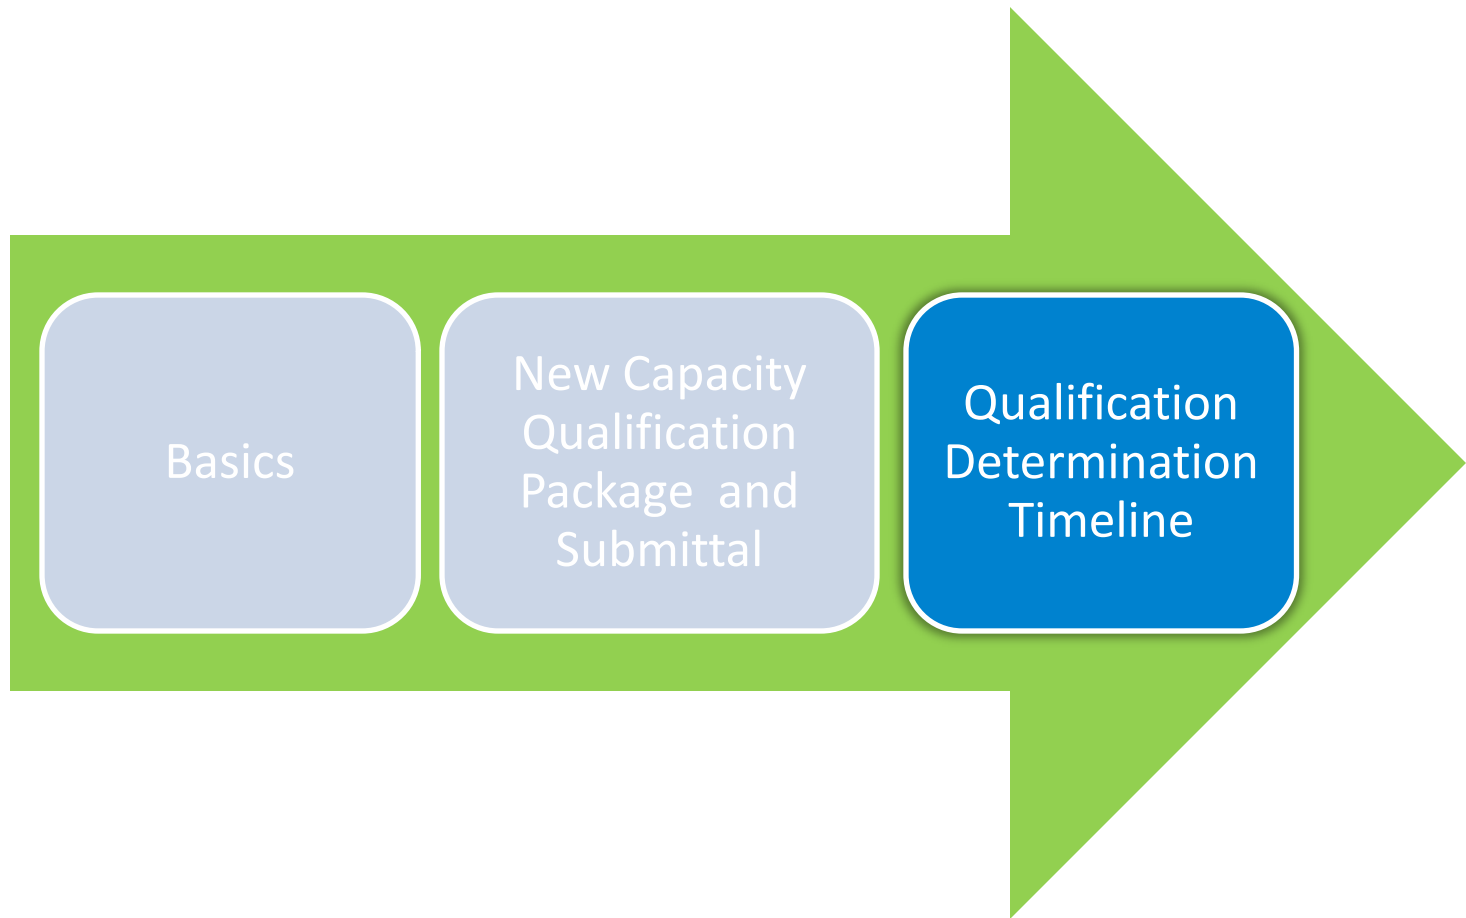 Basics
New Capacity
Qualification
Package  and
Submittal
Qualification
Determination
Timeline